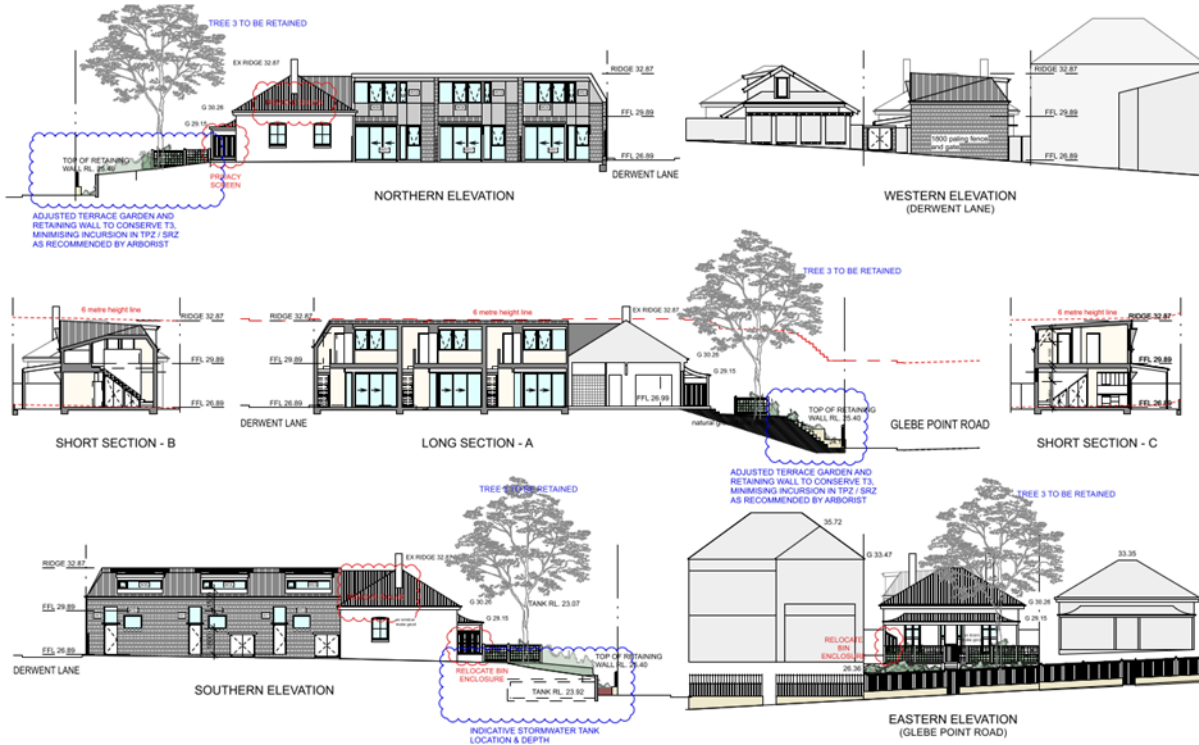 TREE 3 TO BE RETAINED
EX RIDGE 32.87
G 30.26
G 29.15
TOP OF RETAINING
WALL RL. 25.40
PRIVACY
SCREEN
ADJUSTED TERRACE GARDEN AND
RETAINING WALL TO CONSERVE T3,
MINIMISING INCURSION IN TPZ / SRZ
AS RECOMMENDED BY ARBORIST
NORTHERN ELEVATION
RIDGE 32.87
FFL 29.89
FFL 26.89
DERWENT LANE
RIDGE 32.87
FFL 29.89
FFL 26.89
1800 paling fence
and gate
WESTERN ELEVATION
(DERWENT LANE)
6 metre height line
RIDGE 32.87
FFL 29.89
FFL 26.89
SHORT SECTION - B
RIDGE 32.87
FFL 29.89
FFL 26.89
DERWENT LANE
6 metre height line
EX RIDGE 32.87
G 30.26
G 29.15
FFL 26.99
LONG SECTION - A
TREE 3 TO BE RETAINED
TOP OF RETAINING
WALL RL. 25.40
GLEBE POINT ROAD
ADJUSTED TERRACE GARDEN AND
RETAINING WALL TO CONSERVE T3,
MINIMISING INCURSION IN TPZ / SRZ
AS RECOMMENDED BY ARBORIST
6 metre height line
RIDGE 32.87
FFL 29.89
FFL 26.89
SHORT SECTION - C
RIDGE 32.87
FFL 29.89
FFL 26.89
DERWENT LANE
SOUTHERN ELEVATION
EX RIDGE 32.87
TREE 3 TO BE RETAINED
G 30.26
G 29.15
TANK RL. 23.07
RELOCATE BIN
ENCLOSURE
TOP OF RETAINING
WALL RL. 25.40
TANK RL. 23.92
INDICATIVE STORMWATER TANK
LOCATION & DEPTH
35.72
G 33.47
TREE 3 TO BE RETAINED
33.35
G 30.26
G 29.15
RELOCATE
BIN
ENCLOSURE
26.36
EASTERN ELEVATION
(GLEBE POINT ROAD)